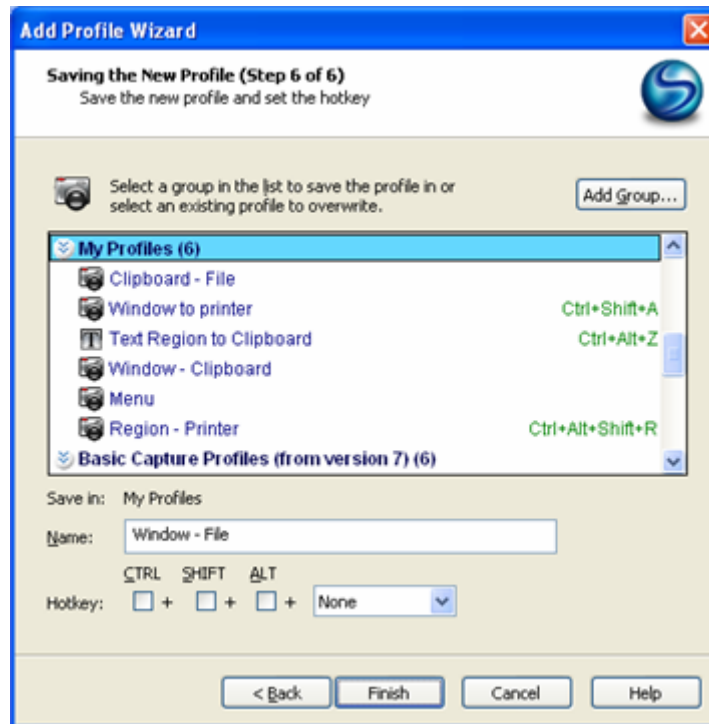 Add Profile Wizard
Saving the New Profile (Step 6 of 6)
Save the new profile and set the hotkey
Select a group in the list to save the profile in or
select an existing profile to overwrite.
Add Group...
My Profiles (6)
Clipboard - File
Window to printer Ctrl+Shift+A
Text Region to Clipboard Ctrl+Alt+Z
Window - Clipboard
Menu
Region - Printer Ctrl+Alt+Shift+R
Basic Capture Profiles (from version 7) (6)
Save in: My Profiles
Name: Window - File
CTRL SHIFT ALT
Hotkey: + + + None
< Back Finish Cancel Help